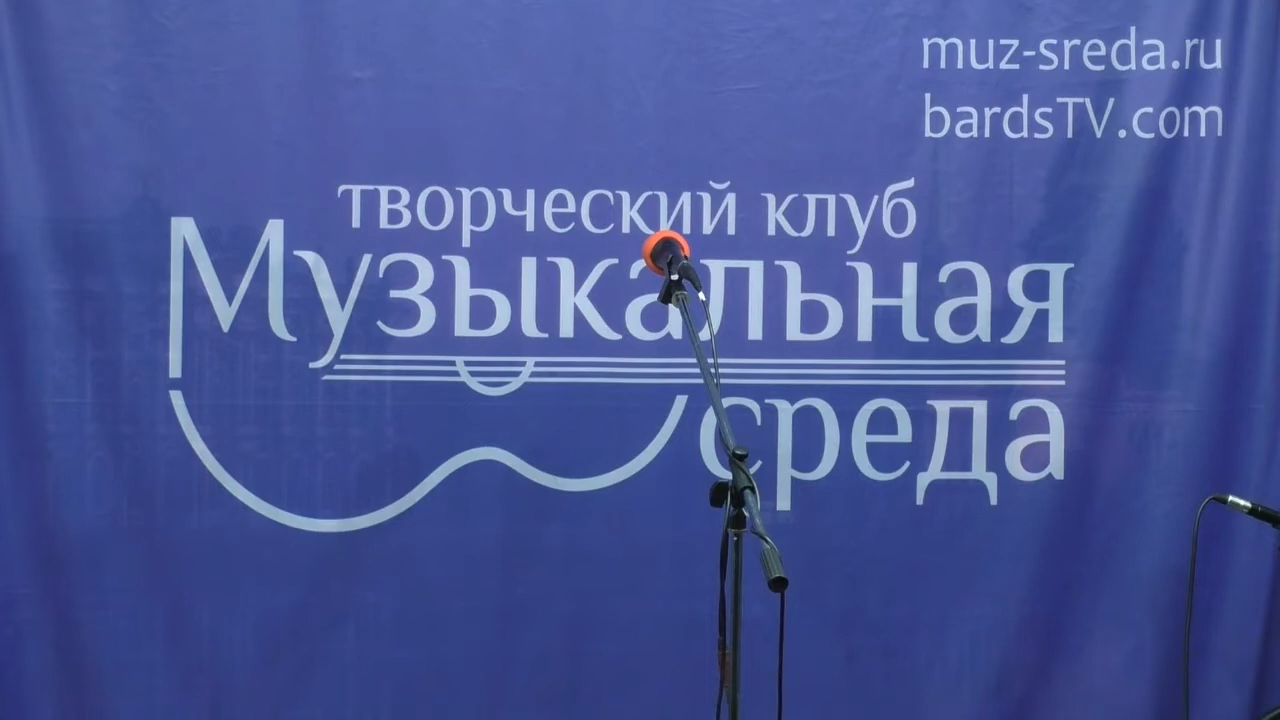 muz-sreda.ru
bardsTV.com
творческий клуб
Музыкальная
среда